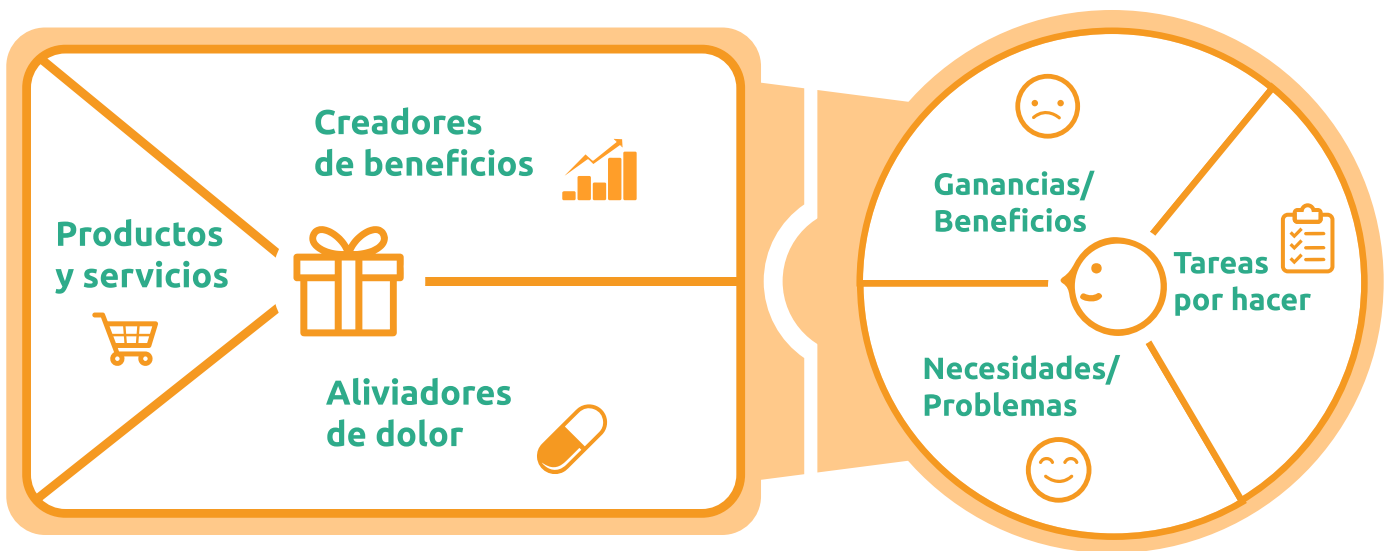 Creadores
de beneficios
Productos
y servicios
Aliviadores
de dolor
Ganancias/
Beneficios
Tareas
por hacer
Necesidades/
Problemas